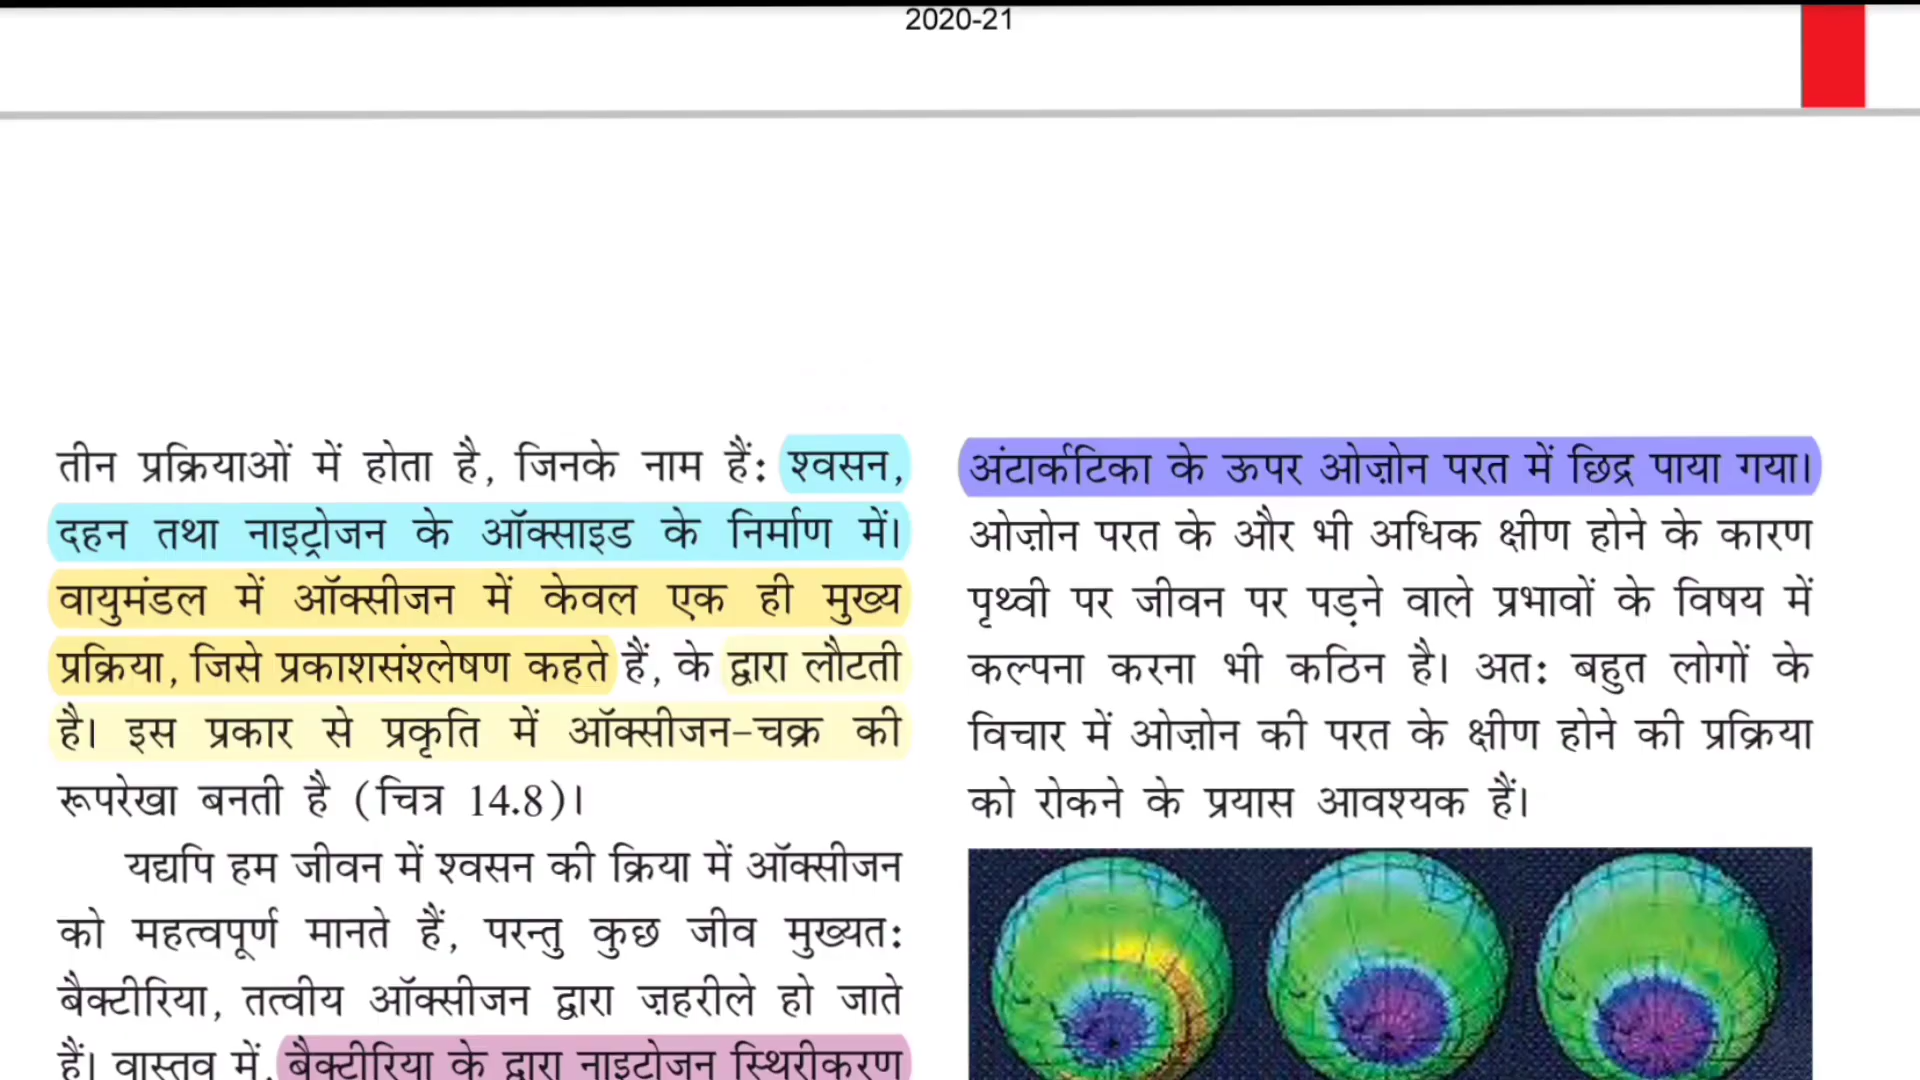 2020-21
तीन प्रक्रियाओं में होता है, जिनके नाम हैं: श्वसन,
दहन तथा नाइट्रोजन के ऑक्साइड के निर्माण में।
वायुमंडल में ऑक्सीजन में केवल एक ही मुख्य
प्रक्रिया, जिसे प्रकाशसंश्लेषण कहते हैं, के द्वारा लौटती
है। इस प्रकार से प्रकृति में ऑक्सीजन-चक्र की
रूपरेखा बनती है (चित्र 14.8)।
यद्यपि हम जीवन में श्वसन की क्रिया में ऑक्सीजन
को महत्वपूर्ण मानते हैं, परन्तु कुछ जीव मुख्यत:
बैक्टीरिया, तत्वीय ऑक्सीजन द्वारा ज़हरीले हो जाते
हैं। वास्तव में, बैक्टीरिया के द्वारा नाइट्रोजन स्थिरीकरण
अंटार्कटिका के ऊपर ओज़ोन परत में छिद्र पाया गया।
ओज़ोन परत के और भी अधिक क्षीण होने के कारण
पृथ्वी पर जीवन पर पड़ने वाले प्रभावों के विषय में
कल्पना करना भी कठिन है। अत: बहुत लोगों के
विचार में ओज़ोन की परत के क्षीण होने की प्रक्रिया
को रोकने के प्रयास आवश्यक हैं।